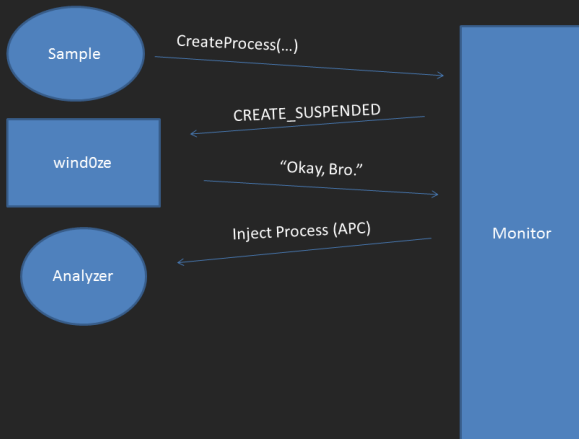 Sample
CreateProcess(...)
CREATE_SUSPENDED
wind0ze
“Okay, Bro.”
Inject Process (APC)
Monitor
Analyzer